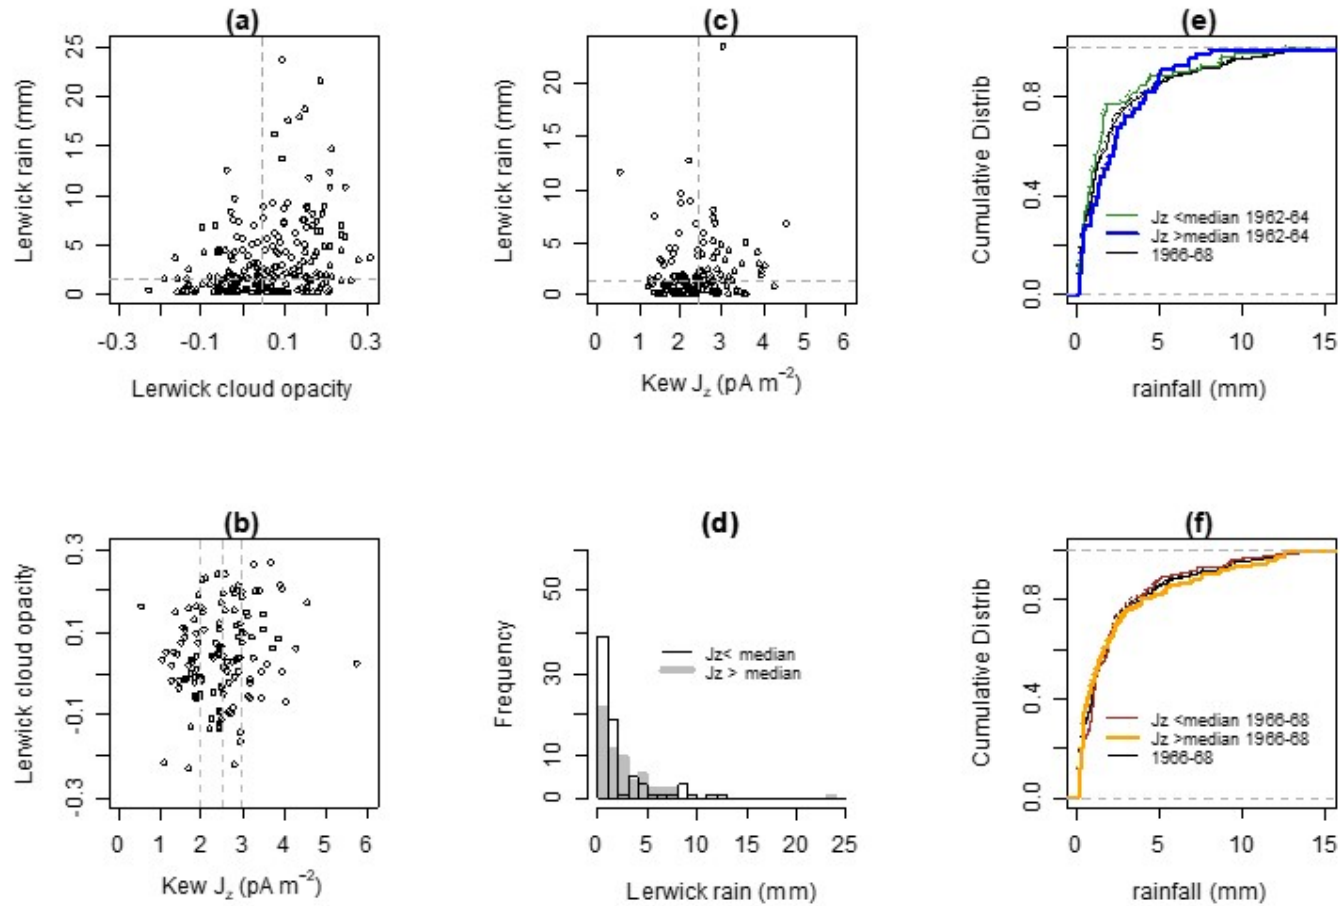 (a)
Lerwick rain (mm)
25
20
15
10
5
0
-0.3
-0.1
0.1
0.3
Lerwick cloud opacity
(c)
Lerwick rain (mm)
20
15
10
5
0
0 1 2 3 4 5 6
Kew Jz (pA m−2)
(e)
Cumulative Distrib
0.8
0.4
0.0
Jz <median 1962-64
Jz >median 1962-64
1966-68
0 5 10 15
rainfall (mm)
(b)
Lerwick cloud opacity
0.3
0.1
-0.1
-0.3
0 1 2 3 4 5 6
Kew Jz (pA m−2)
(d)
Frequency
50
30
10
0
Jz< median
Jz > median
0 5 10 15 20 25
Lerwick rain (mm)
(f)
Cumulative Distrib
0.8
0.4
0.0
Jz <median 1966-68
Jz >median 1966-68
1966-68
0 5 10 15
rainfall (mm)